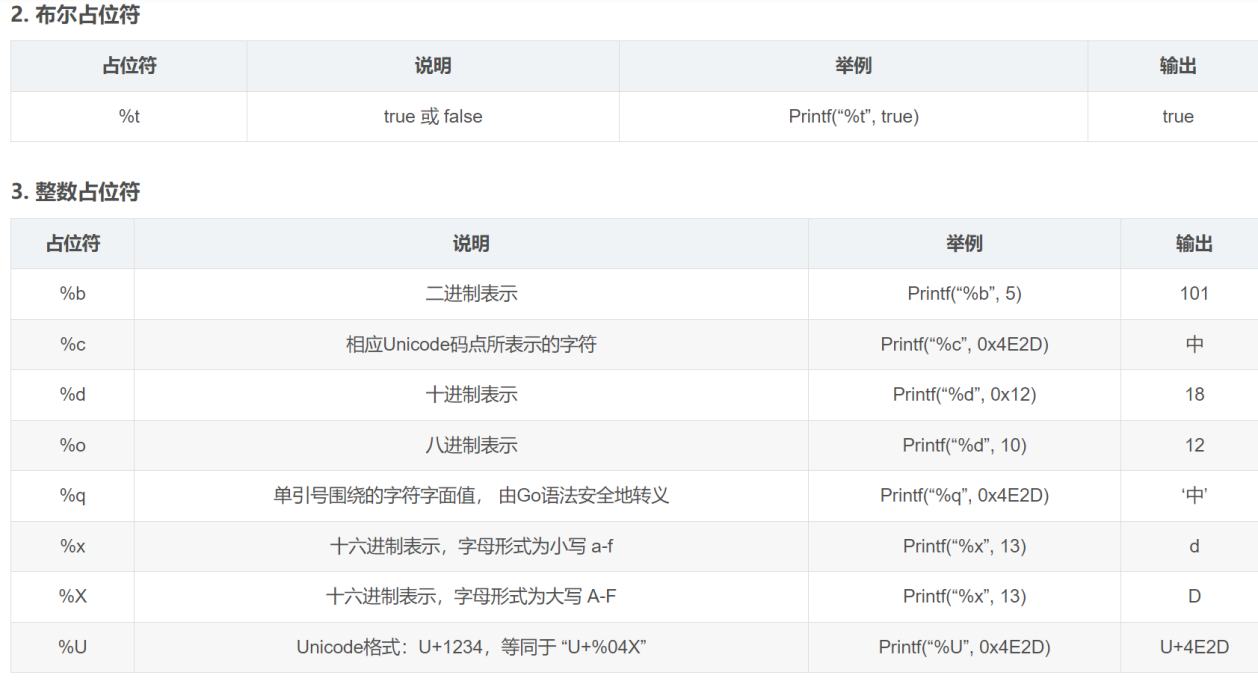 2. 布尔占位符
占位符 说明 举例 输出
%t true 或 false Printf(“%t”, true) true
3. 整数占位符
占位符 说明 举例 输出
%b 二进制表示 Printf(“%b”, 5) 101
%c 相应Unicode码点所表示的字符 Printf(“%c”, 0x4E2D) 中
%d 十进制表示 Printf(“%d”, 0x12) 18
%o 八进制表示 Printf(“%d”, 10) 12
%q 单引号围绕的字符字面值， 由Go语法安全地转义 Printf(“%q”, 0x4E2D) ‘中’
%x 十六进制表示，字母形式为小写 a-f Printf(“%x”, 13) d
%X 十六进制表示，字母形式为大写 A-F Printf(“%x”, 13) D
%U Unicode格式：U+1234，等同于 “U+%04X” Printf(“%U”, 0x4E2D) U+4E2D